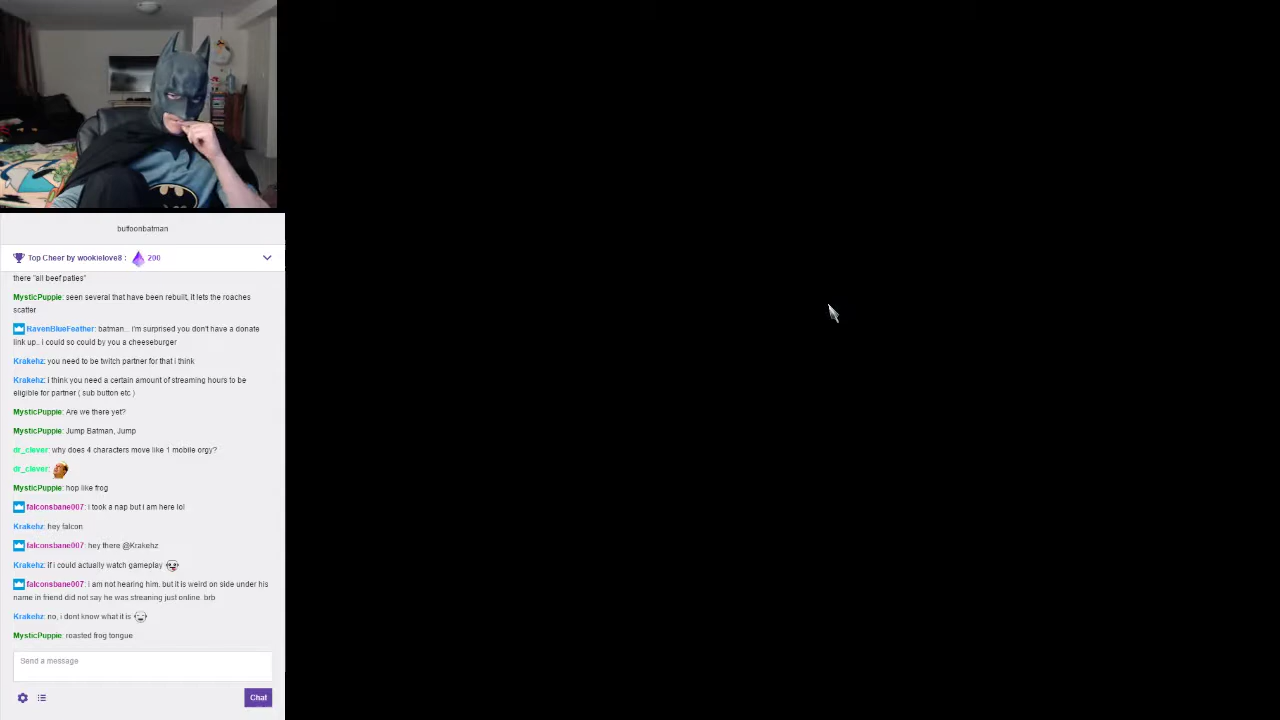 buffoonbatman
Top Cheer by wookielove8 : 200
there "all beef paties"
MysticPuppie: seen several that have been rebuilt, it lets the roaches
scatter
RavenBlueFeather: batman... i'm surprised you don't have a donate
link up.. i could so could by you a cheeseburger
Krakehz: you need to be twitch partner for that i think
Krakehz: i think you need a certain amount of streaming hours to be
eligible for partner ( sub button etc )
MysticPuppie: Are we there yet?
MysticPuppie: Jump Batman, Jump
dr_clever: why does 4 characters move like 1 mobile orgy?
dr_clever:
MysticPuppie: hop like frog
falconsbane007: i took a nap but i am here lol
Krakehz: hey falcon
falconsbane007: hey there @Krakehz
Krakehz: if i could actually watch gameplay
falconsbane007: i am not hearing him, but it is weird on side under his
name in friend did not say he was streaming just online. brb
Krakehz: no, i dont know what it is
MysticPuppie: roasted frog tongue
Send a message
Chat